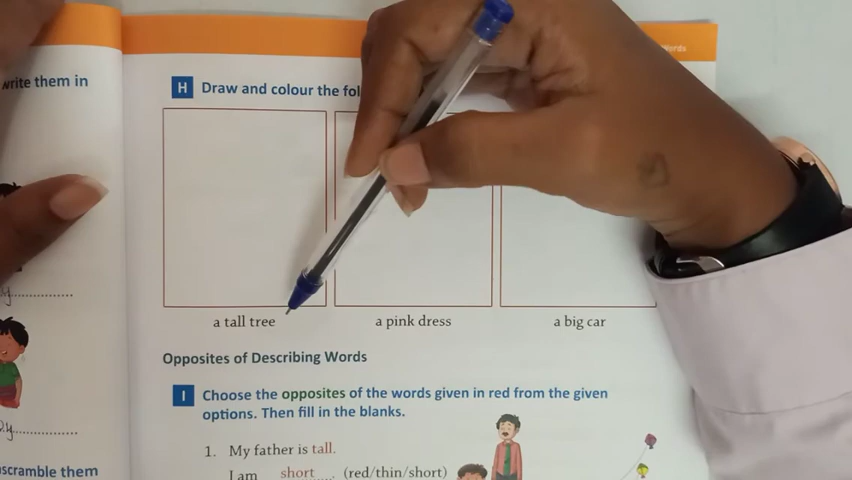 Words
write them in
H Draw and colour the fol
a tall tree
a pink dress
a big car
Opposites of Describing Words
I Choose the opposites of the words given in red from the given
options. Then fill in the blanks.
1. My father is tall.
I am short. (red/thin/short)
scramble them